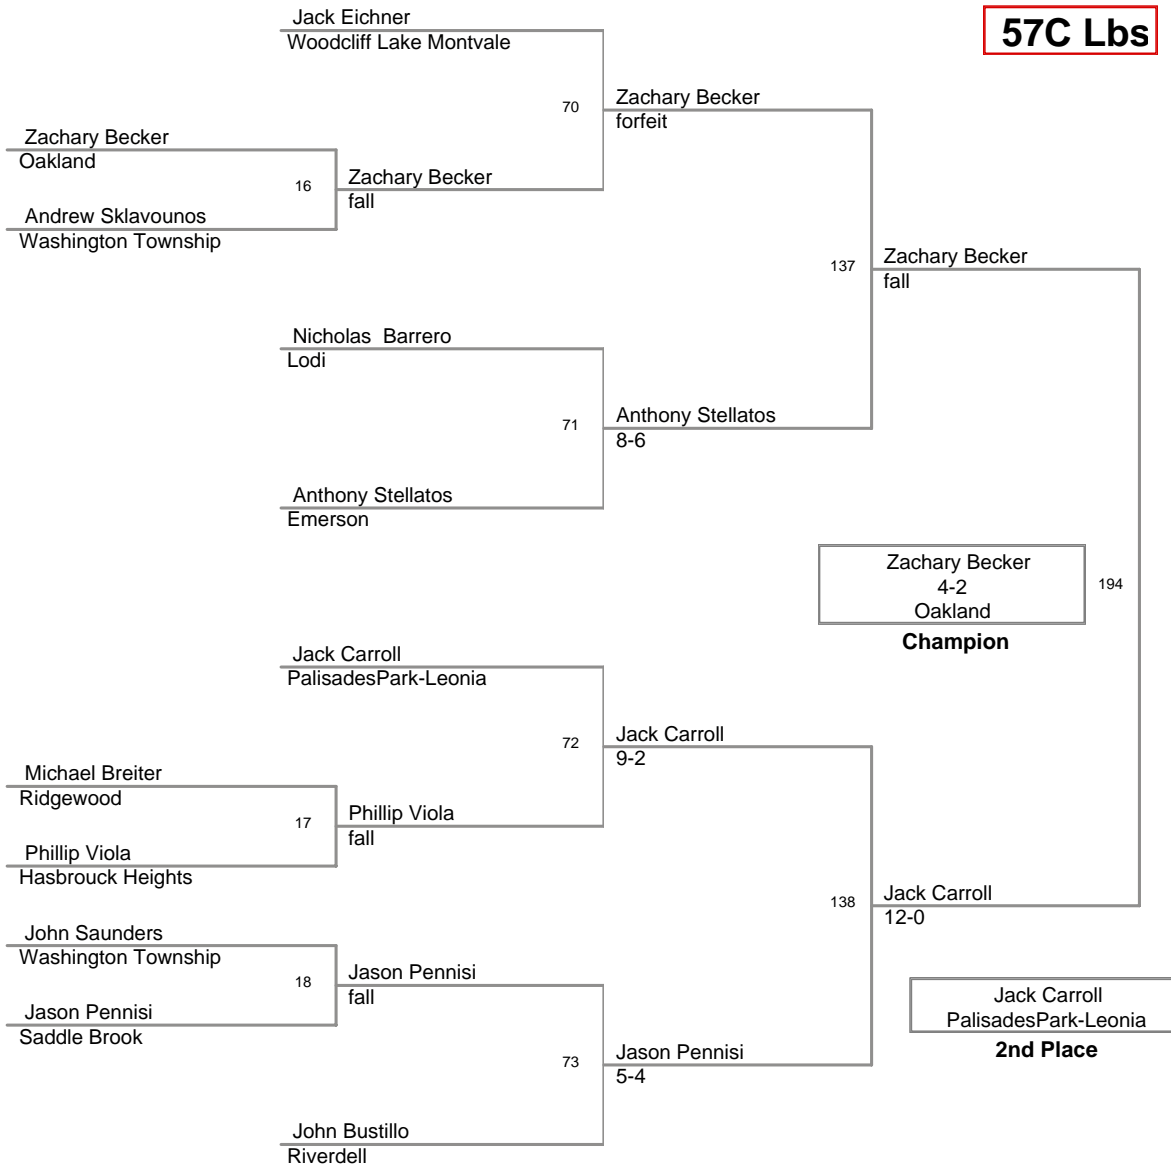 Jack Eichner
Woodcliff Lake Montvale
57C Lbs
70
Zachary Becker
forfeit
Zachary Becker
Oakland
16
Zachary Becker
fall
Andrew Sklavounos
Washington Township
137
Zachary Becker
fall
Nicholas Barrero
Lodi
71
Anthony Stellatos
8-6
Anthony Stellatos
Emerson
Zachary Becker
4-2
Oakland
Champion
194
Jack Carroll
PalisadesPark-Leonia
72
Jack Carroll
9-2
Michael Breiter
Ridgewood
17
Phillip Viola
fall
Phillip Viola
Hasbrouck Heights
138
Jack Carroll
12-0
John Saunders
Washington Township
18
Jason Pennisi
fall
Jason Pennisi
Saddle Brook
Jack Carroll
PalisadesPark-Leonia
2nd Place
73
Jason Pennisi
5-4
John Bustillo
Riverdell